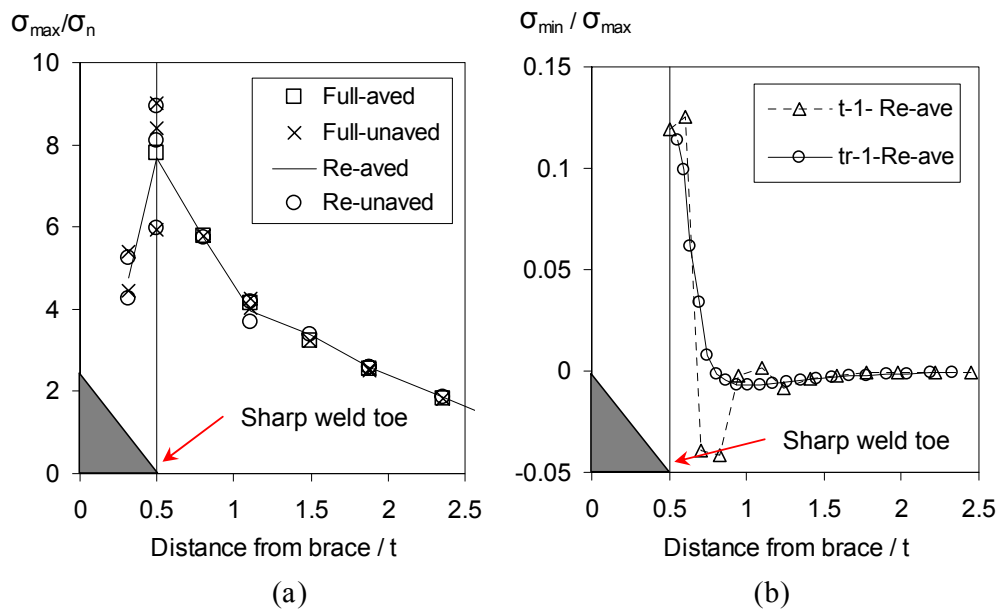 σmax/σn
10
8
6
4
2
0
Full-aved
Full-unaved
Re-aved
Re-unaved
Sharp weld toe
0 0.5 1 1.5 2 2.5
Distance from brace / t
(a)
σmin / σmax
0.15
0.10
0.05
0
-0.05
t-1- Re-ave
tr-1-Re-ave
Sharp weld toe
0 0.5 1 1.5 2 2.5
Distance from brace / t
(b)